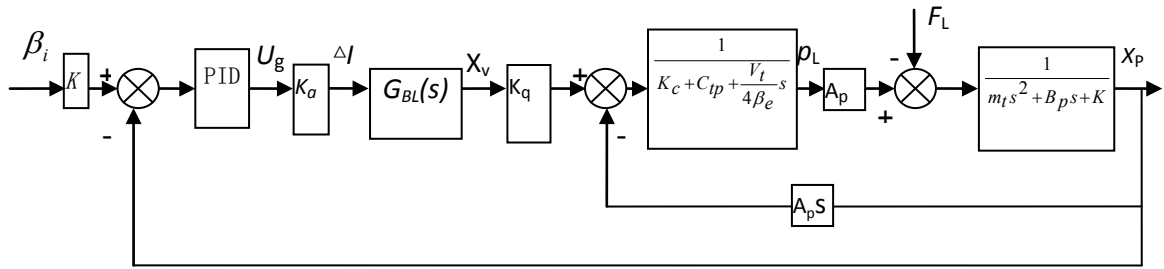 β_i
K
+
-
PID
U_g
K_a
△I
G_BL(s)
X_v
K_q
+
-
1
K_c + C_tp + V_t/4β_e s
p_L
A_p
F_L
-
+
1
m_t s^2 + B_p s + K
X_P
A_p s